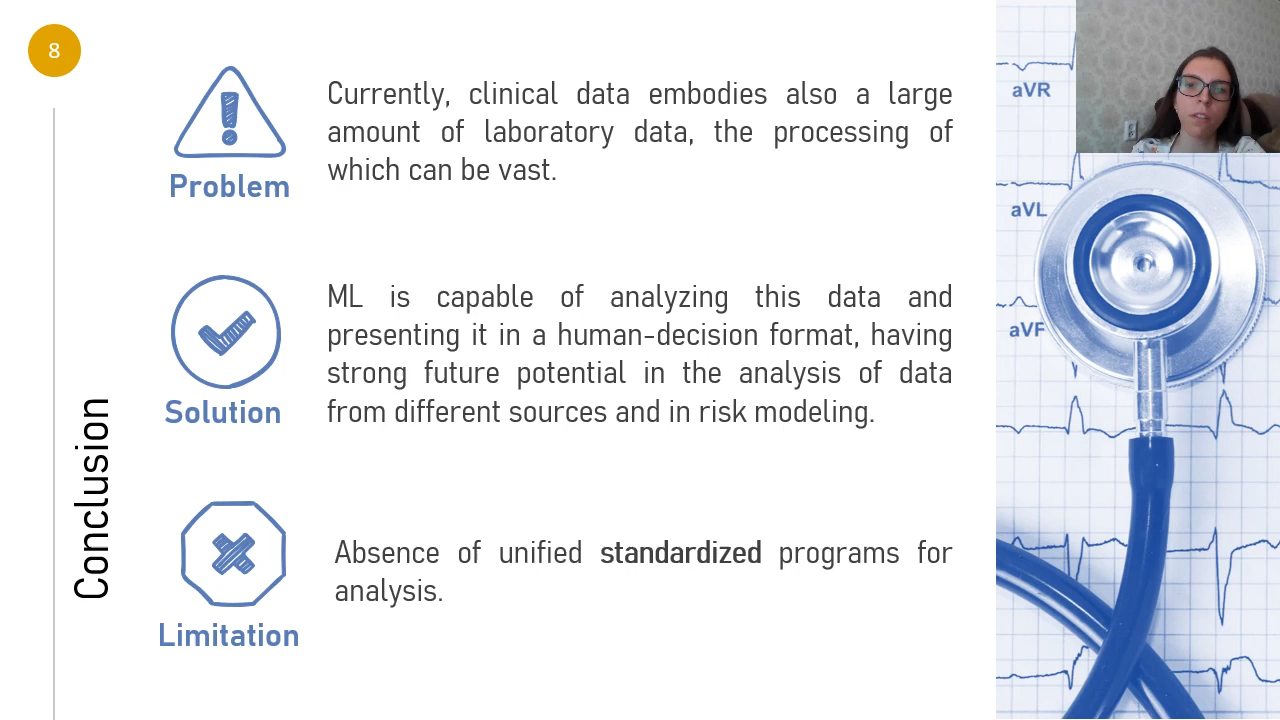 8
Currently, clinical data embodies also a large
amount of laboratory data, the processing of
which can be vast.
Problem
ML is capable of analyzing this data and
presenting it in a human-decision format, having
strong future potential in the analysis of data
from different sources and in risk modeling.
Solution
Conclusion
Absence of unified standardized programs for
analysis.
Limitation
aVR
aVL
aVF